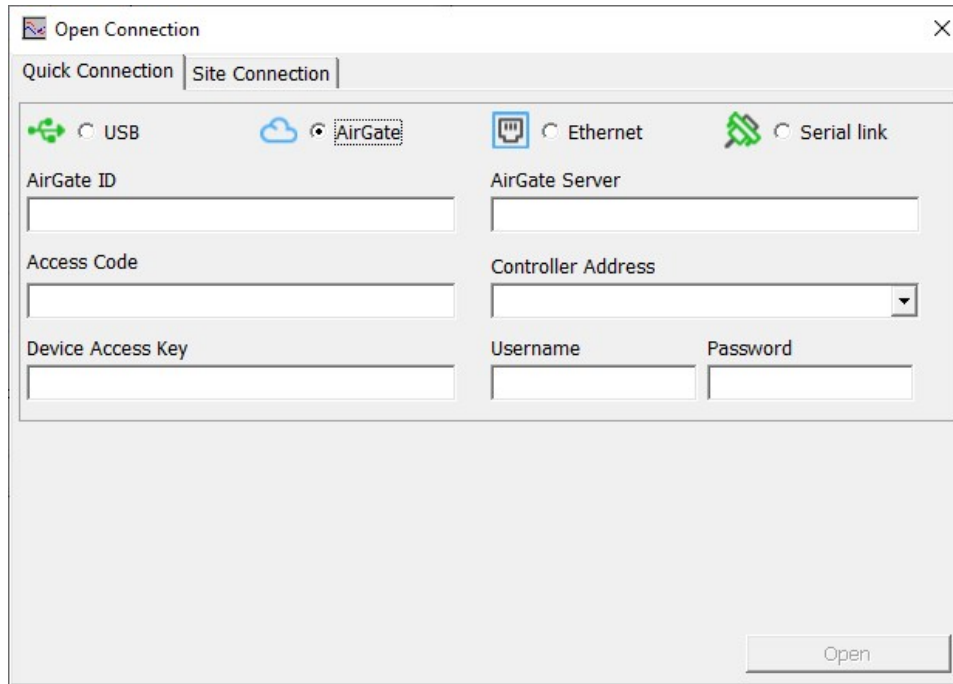 Open Connection
Quick Connection Site Connection
USB AirGate Ethernet Serial link
AirGate ID AirGate Server
Access Code Controller Address
Device Access Key Username Password
Open